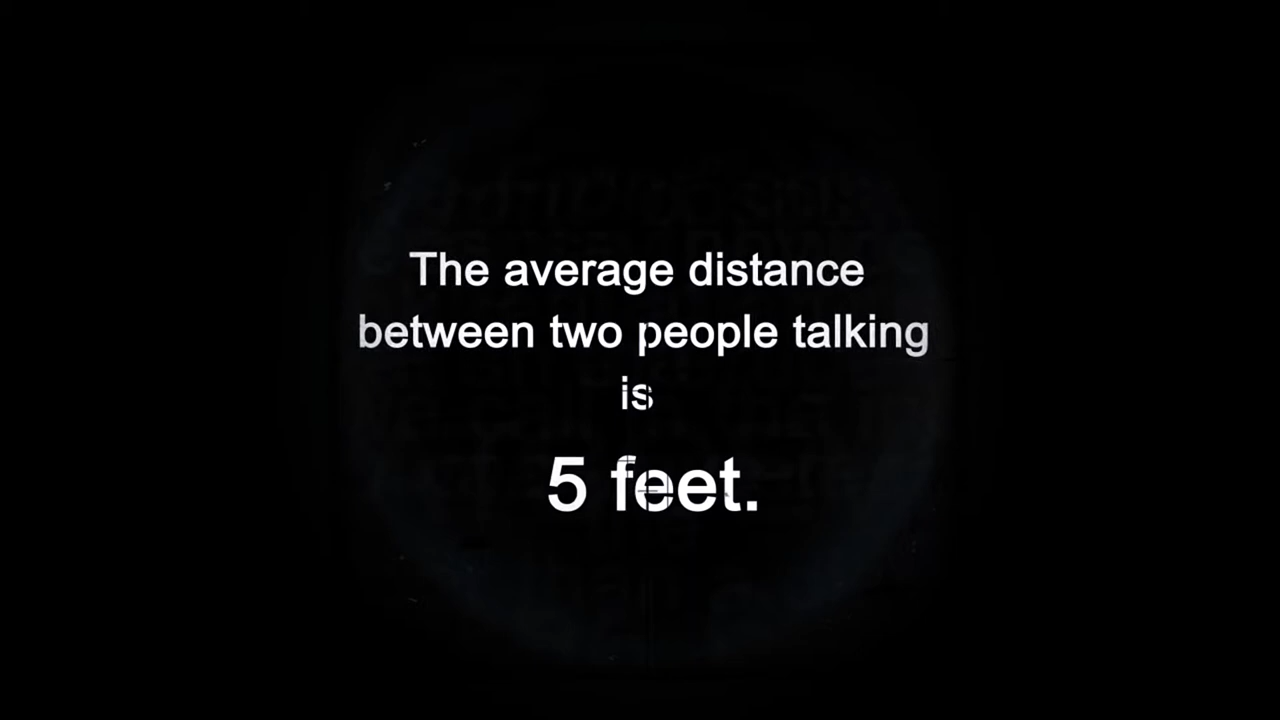 The average distance
between two people talking
is
5 feet.